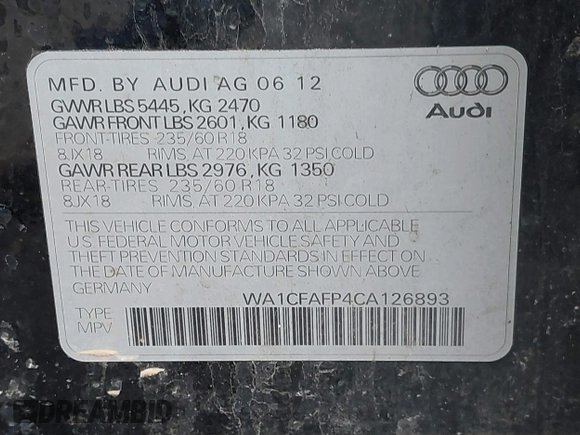 MFD. BY AUDI AG 06 12
GVWR LBS 5445, KG 2470
GAWR FRONT LBS 2601, KG 1180
FRONT-TIRES 235/60 R18
8JX18 RIMS AT 220 KPA 32 PSI COLD
GAWR REAR LBS 2976, KG 1350
REAR-TIRES 235/60 R18
8JX18 RIMS AT 220 KPA 32 PSI COLD
Audi
THIS VEHICLE CONFORMS TO ALL APPLICABLE
U.S. FEDERAL MOTOR VEHICLE SAFETY AND
THEFT PREVENTION STANDARDS IN EFFECT ON
THE DATE OF MANUFACTURE SHOWN ABOVE.
GERMANY
WA1CFAFP4CA126893
TYPE
MPV
DREAMBID